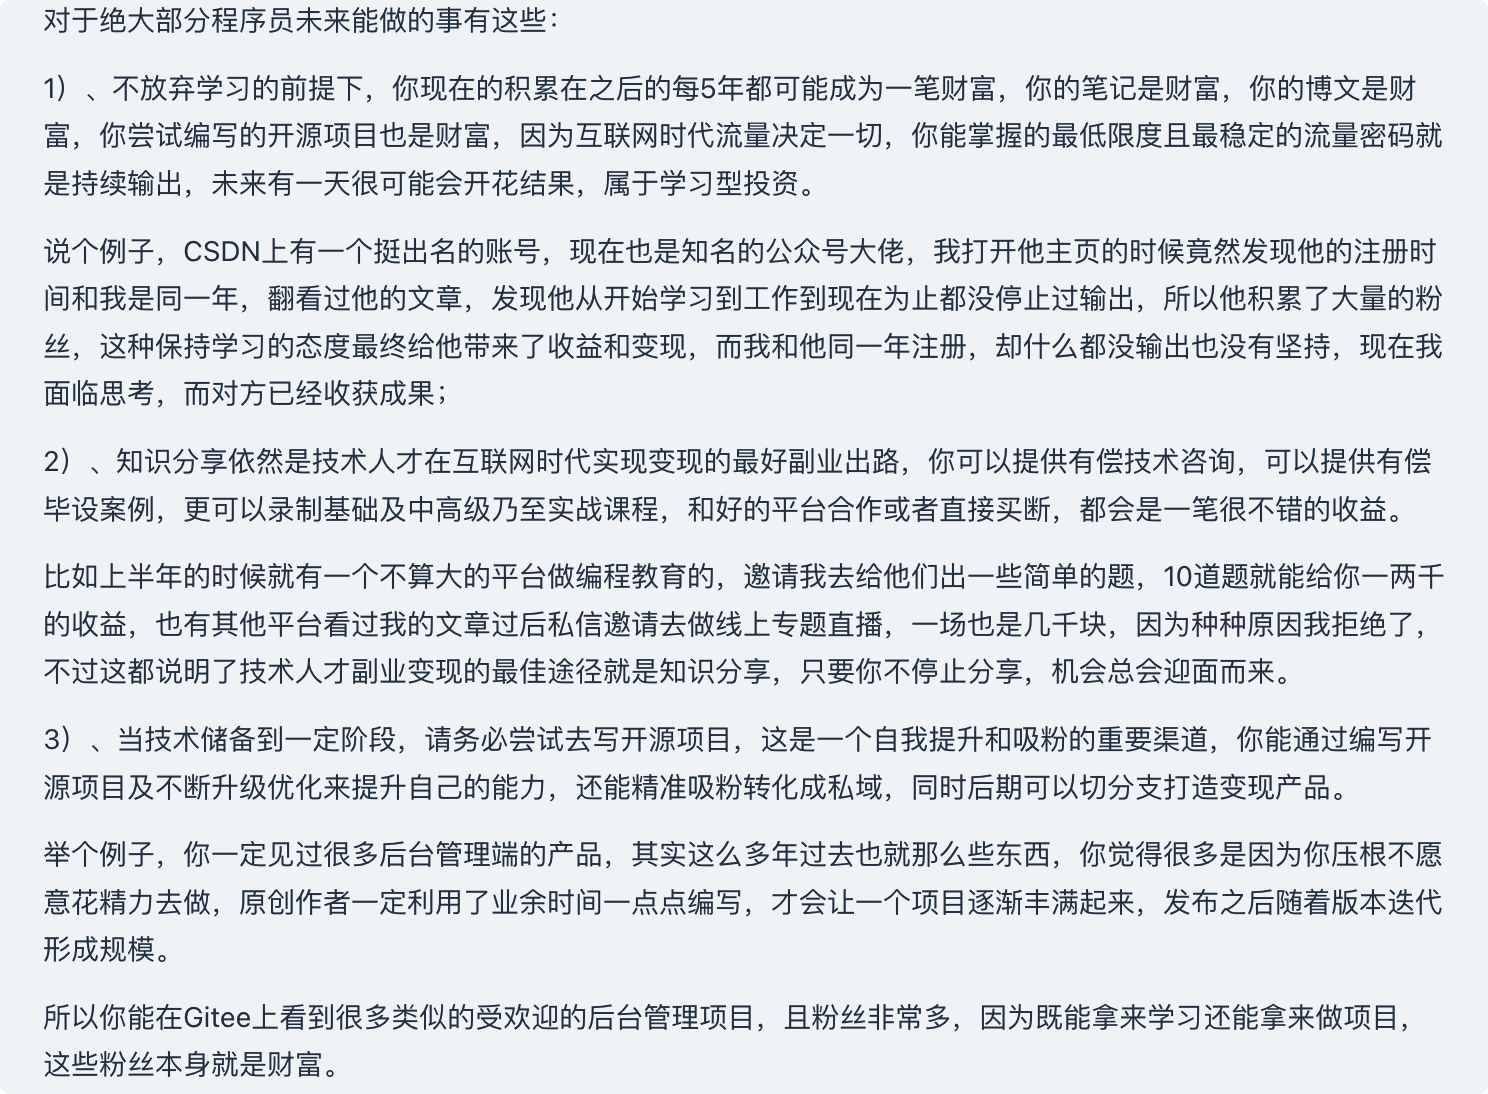 对于绝大部分程序员未来能做的事有这些：
1）、不放弃学习的前提下，你现在的积累在之后的每5年都可能成为一笔财富，你的笔记是财富，你的博文是财
富，你尝试编写的开源项目也是财富，因为互联网时代流量决定一切，你能掌握的最低限度且最稳定的流量密码就
是持续输出，未来有一天很可能会开花结果，属于学习型投资。
说个例子，CSDN上有一个挺出名的账号，现在也是知名的公众号大佬，我打开他主页的时候竟然发现他的注册时
间和我是同一年，翻看过他的文章，发现他从开始学习到工作到现在为止都没停止过输出，所以他积累了大量的粉
丝，这种保持学习的态度最终给他带来了收益和变现，而我和他同一年注册，却什么都没输出也没有坚持，现在我
面临思考，而对方已经收获成果；
2）、知识分享依然是技术人才在互联网时代实现变现的最好副业出路，你可以提供有偿技术咨询，可以提供有偿
毕设案例，更可以录制基础及中高级乃至实战课程，和好的平台合作或者直接买断，都会是一笔很不错的收益。
比如上半年的时候就有一个不算大的平台做编程教育的，邀请我去给他们出一些简单的题，10道题就能给你一两千
的收益，也有其他平台看过我的文章过后私信邀请去做线上专题直播，一场也是几千块，因为种种原因我拒绝了，
不过这都说明了技术人才副业变现的最佳途径就是知识分享，只要你不停止分享，机会总会迎面而来。
3）、当技术储备到一定阶段，请务必尝试去写开源项目，这是一个自我提升和吸粉的重要渠道，你能通过编写开
源项目及不断升级优化来提升自己的能力，还能精准吸粉转化成私域，同时后期可以切分支打造变现产品。
举个例子，你一定见过很多后台管理端的产品，其实这么多年过去也就那么些东西，你觉得很多是因为你压根不愿
意花精力去做，原创作者一定利用了业余时间一点点编写，才会让一个项目逐渐丰满起来，发布之后随着版本迭代
形成规模。
所以你能在Gitee上看到很多类似的受欢迎的后台管理项目，且粉丝非常多，因为既能拿来学习还能拿来做项目，
这些粉丝本身就是财富。